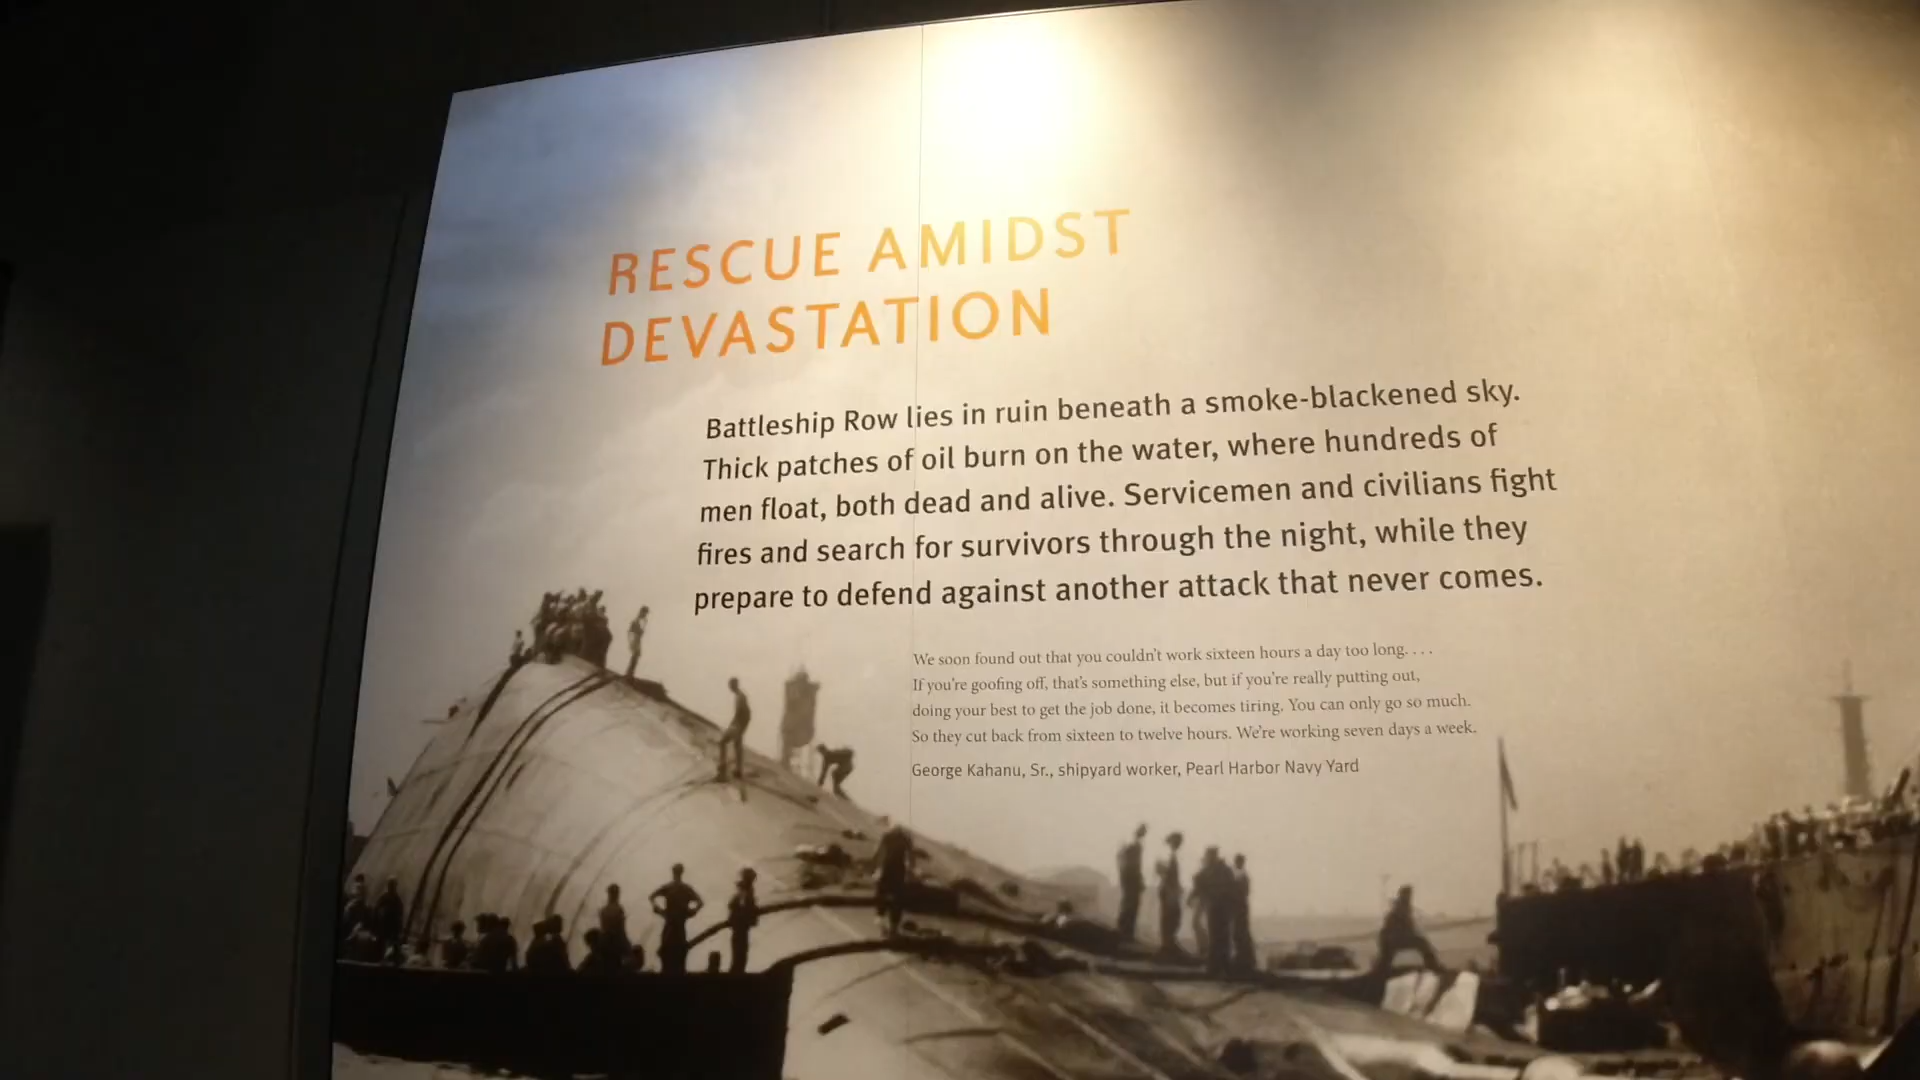 RESCUE AMIDST
DEVASTATION
Battleship Row lies in ruin beneath a smoke-blackened sky.
Thick patches of oil burn on the water, where hundreds of
men float, both dead and alive. Servicemen and civilians fight
fires and search for survivors through the night, while they
prepare to defend against another attack that never comes.
We soon found out that you couldn't work sixteen hours a day too long. . . .
If you're goofing off, that's something else, but if you're really putting out,
doing your best to get the job done, it becomes tiring. You can only go so much.
So they cut back from sixteen to twelve hours. We're working seven days a week.
George Kahanu, Sr., shipyard worker, Pearl Harbor Navy Yard